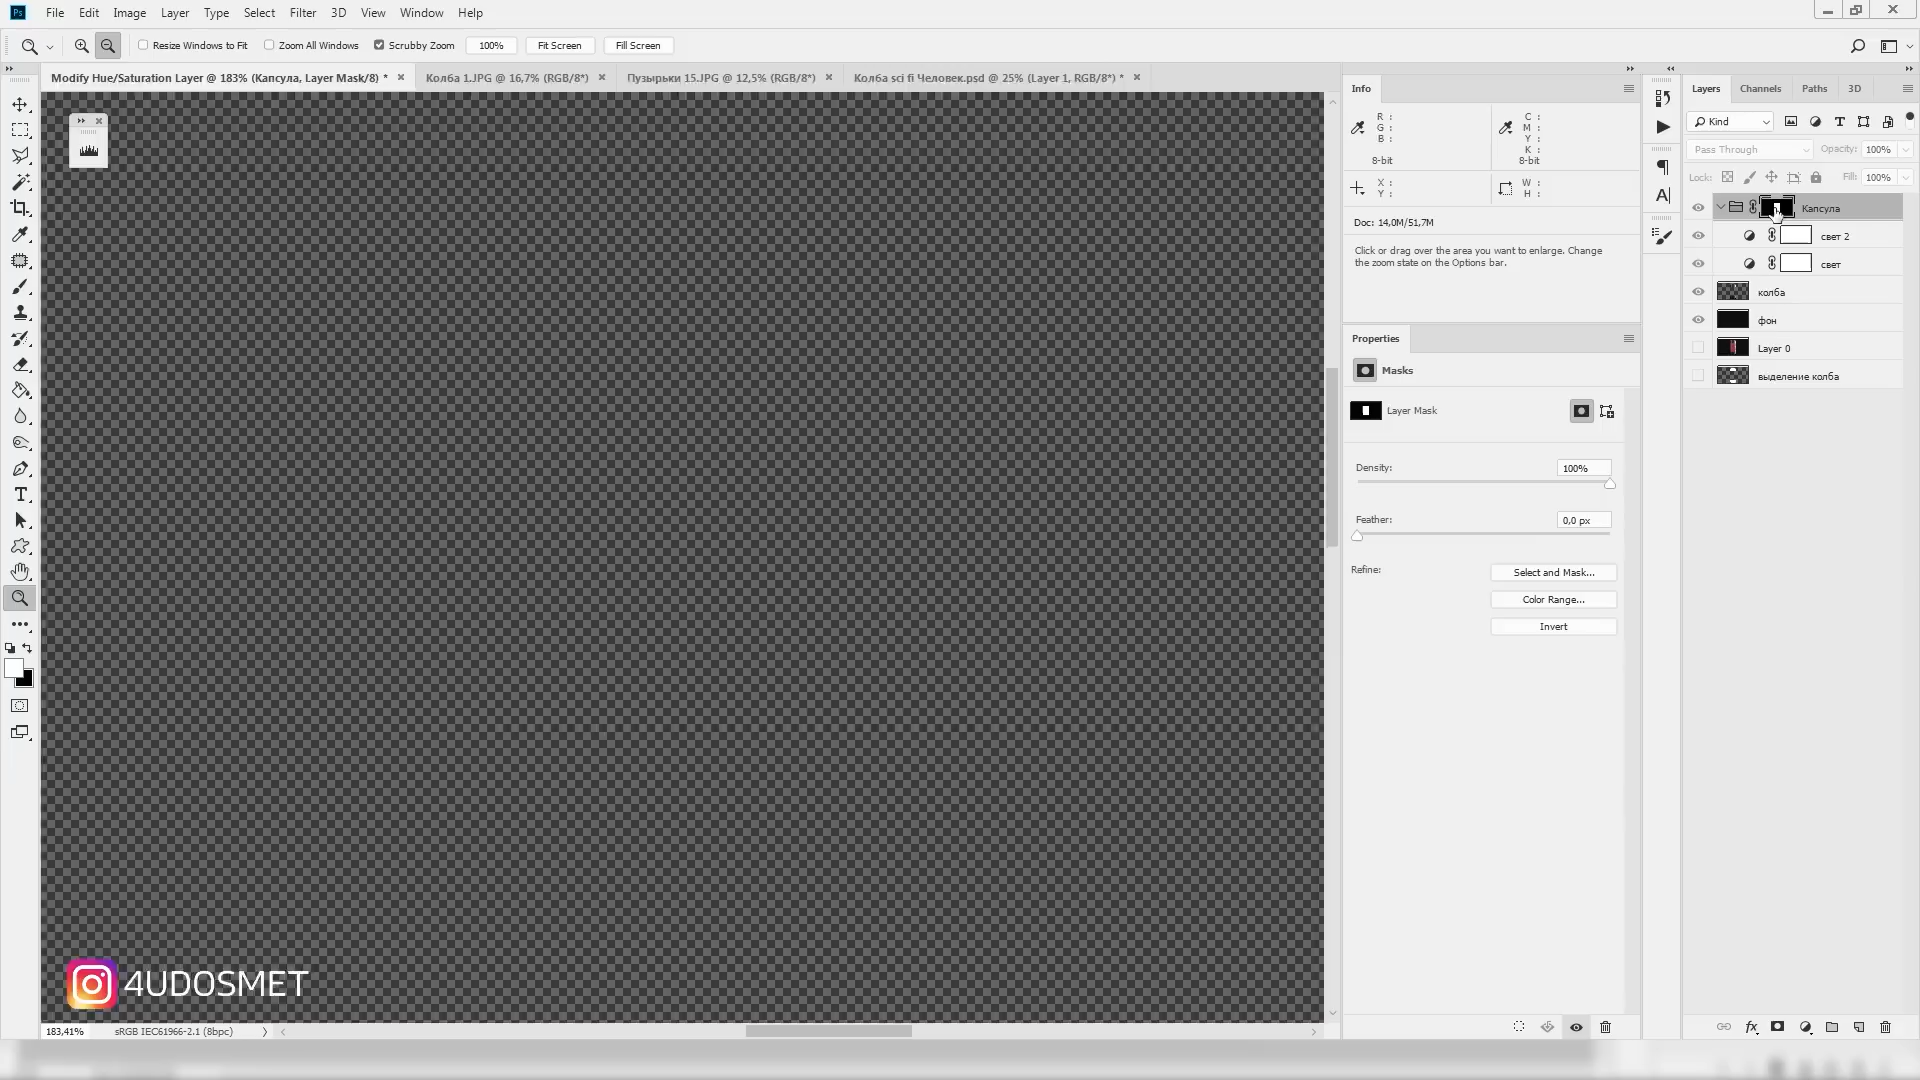 Ps File Edit Image Layer Type Select Filter 3D View Window Help
Resize Windows to Fit Zoom All Windows Scrubby Zoom 100% Fit Screen Fill Screen
Modify Hue/Saturation Layer @ 183% (Капсула, Layer Mask/8) * Колба 1.JPG @ 16,7% (RGB/8*) Пузырьки 15.JPG @ 12,5% (RGB/8*) Колба sci fi Человек.psd @ 25% (Layer 1, RGB/8*) *
Info
R :
G :
B :
8-bit
C :
M :
Y :
K :
8-bit
X :
Y :
W :
H :
Doc: 14,0M/51,7M
Click or drag over the area you want to enlarge. Change
the zoom state on the Options bar.
Properties
Masks
Layer Mask
Density: 100%
Feather: 0,0 px
Refine: Select and Mask...
Color Range...
Invert
Layers Channels Paths 3D
Kind
Pass Through Opacity: 100%
Lock: Fill: 100%
Капсула
свет 2
свет
колба
фон
Layer 0
выделение колба
4UDOSMET
183,41% sRGB IEC61966-2.1 (8bpc)